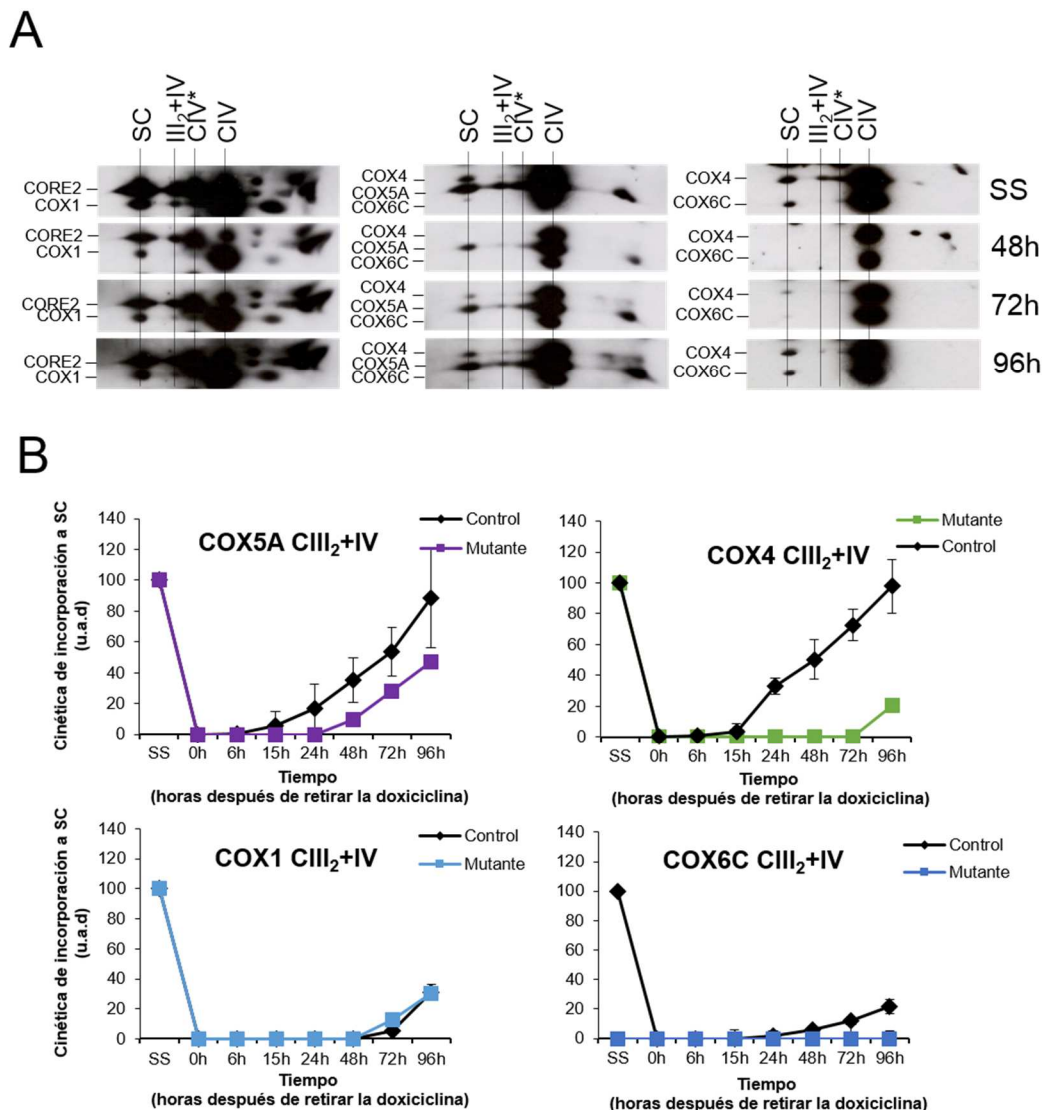 A
SC
III₂+IV
CIV*
CIV
SC
III₂+IV
CIV*
CIV
SC
III₂+IV
CIV*
CIV
CORE2
COX1
COX4
COX5A
COX6C
COX4
COX6C
SS
CORE2
COX1
COX4
COX5A
COX6C
COX4
COX6C
48h
CORE2
COX1
COX4
COX5A
COX6C
COX4
COX6C
72h
CORE2
COX1
COX4
COX5A
COX6C
COX4
COX6C
96h
B
Cinética de incorporación a SC
(u.a.d)
140
120
100
80
60
40
20
0
COX5A CIII₂+IV
Control
Mutante
SS 0h 6h 15h 24h 48h 72h 96h
Tiempo
(horas después de retirar la doxiciclina)
140
120
100
80
60
40
20
0
COX4 CIII₂+IV
Mutante
Control
SS 0h 6h 15h 24h 48h 72h 96h
Tiempo
(horas después de retirar la doxiciclina)
Cinética de incorporación a SC
(u.a.d)
140
120
100
80
60
40
20
0
COX1 CIII₂+IV
Control
Mutante
SS 0h 6h 15h 24h 48h 72h 96h
Tiempo
(horas después de retirar la doxiciclina)
140
120
100
80
60
40
20
0
COX6C CIII₂+IV
Control
Mutante
SS 0h 6h 15h 24h 48h 72h 96h
Tiempo
(horas después de retirar la doxiciclina)